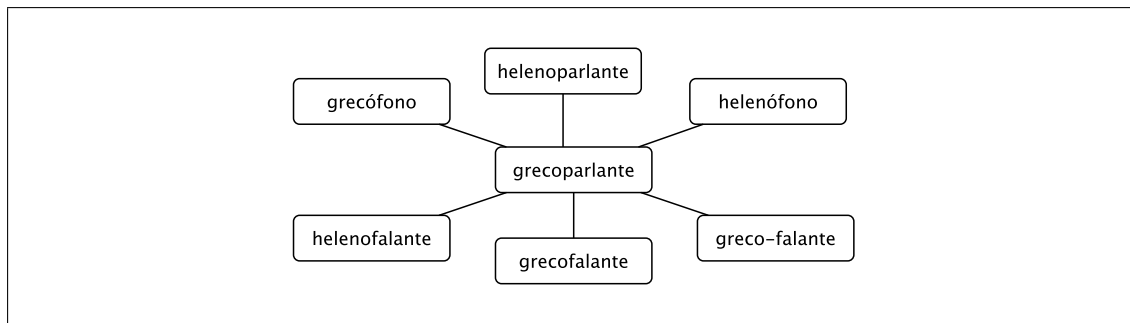 helenoparlante
grecófono
helenófono
grecoparlante
helenofalante
greco-falante
grecofalante